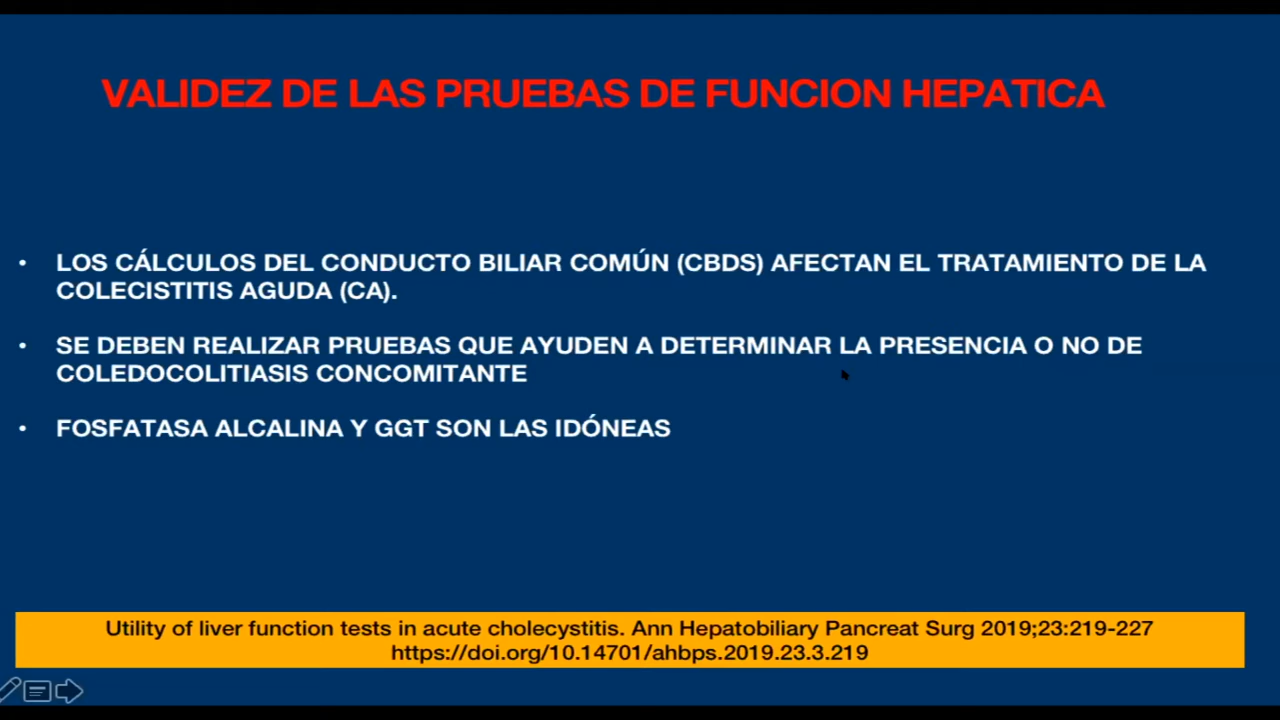 VALIDEZ DE LAS PRUEBAS DE FUNCION HEPATICA
• LOS CÁLCULOS DEL CONDUCTO BILIAR COMÚN (CBDS) AFECTAN EL TRATAMIENTO DE LA
COLECISTITIS AGUDA (CA).
• SE DEBEN REALIZAR PRUEBAS QUE AYUDEN A DETERMINAR LA PRESENCIA O NO DE
COLEDOCOLITIASIS CONCOMITANTE
• FOSFATASA ALCALINA Y GGT SON LAS IDÓNEAS
Utility of liver function tests in acute cholecystitis. Ann Hepatobiliary Pancreat Surg 2019;23:219-227
https://doi.org/10.14701/ahbps.2019.23.3.219